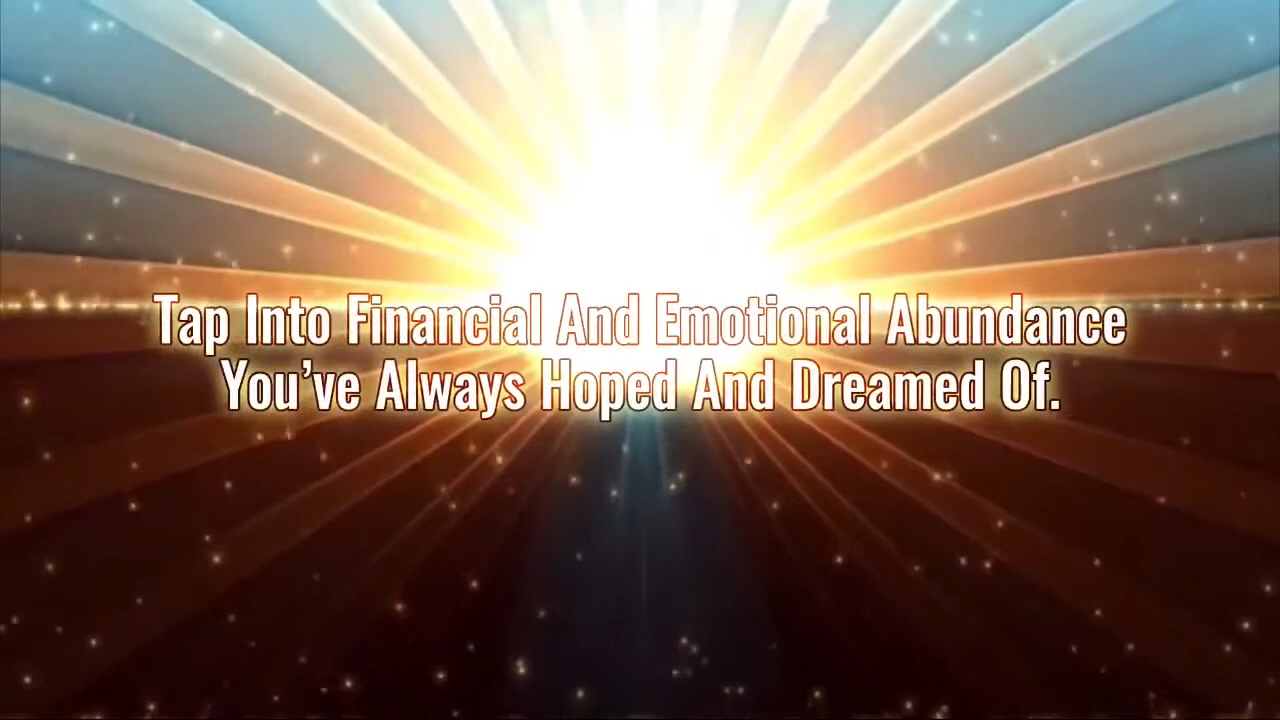 Tap Into Financial And Emotional Abundance
You’ve Always Hoped And Dreamed Of.